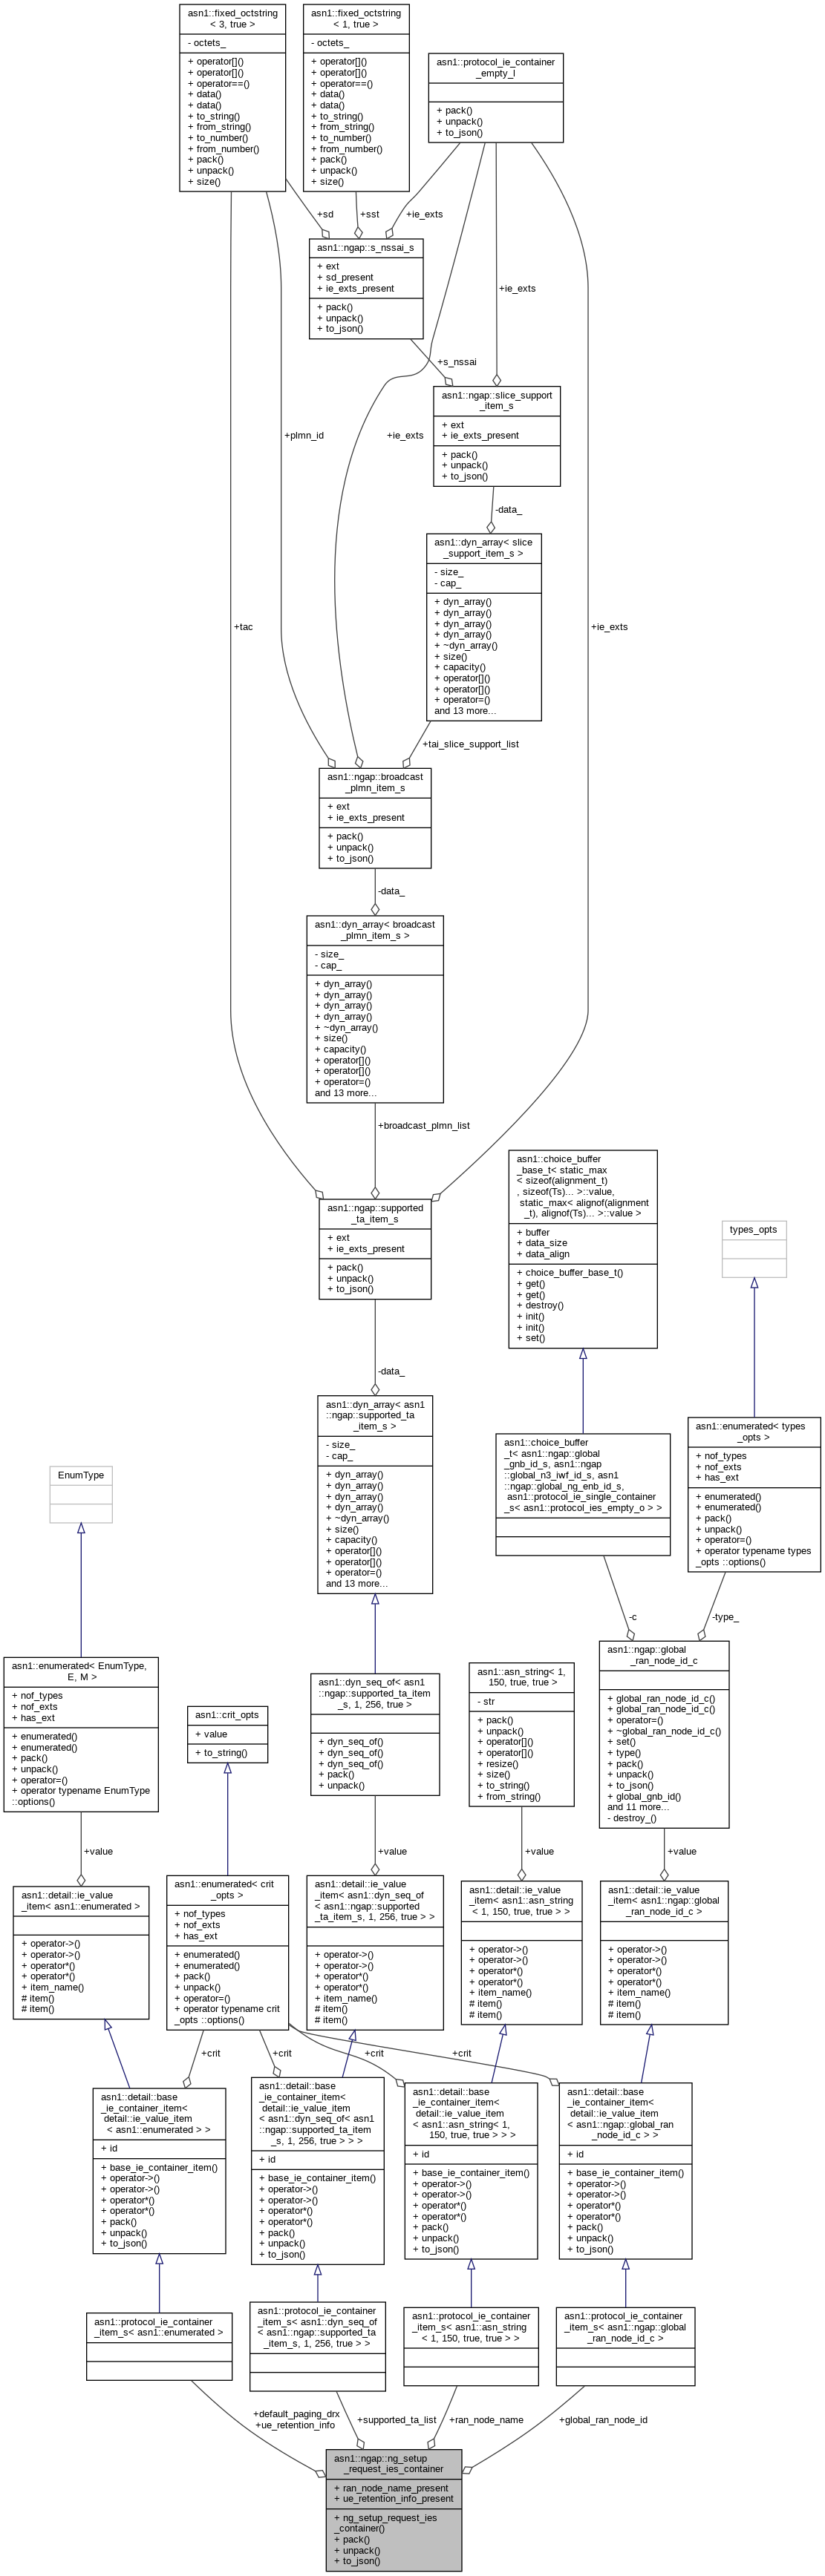 asn1::fixed_octstring
< 3, true >
- octets_
+ operator[]()
+ operator[]()
+ operator==()
+ data()
+ data()
+ to_string()
+ from_string()
+ to_number()
+ from_number()
+ pack()
+ unpack()
+ size()
asn1::fixed_octstring
< 1, true >
- octets_
+ operator[]()
+ operator[]()
+ operator==()
+ data()
+ data()
+ to_string()
+ from_string()
+ to_number()
+ from_number()
+ pack()
+ unpack()
+ size()
asn1::protocol_ie_container
_empty_l
+ pack()
+ unpack()
+ to_json()
+sd
+sst
+ie_exts
asn1::ngap::s_nssai_s
+ ext
+ sd_present
+ ie_exts_present
+ pack()
+ unpack()
+ to_json()
+ie_exts
+s_nssai
asn1::ngap::slice_support
_item_s
+ ext
+ ie_exts_present
+ pack()
+ unpack()
+ to_json()
+plmn_id
+ie_exts
-data_
asn1::dyn_array< slice
_support_item_s >
- size_
- cap_
+ dyn_array()
+ dyn_array()
+ dyn_array()
+ dyn_array()
+ ~dyn_array()
+ size()
+ capacity()
+ operator[]()
+ operator[]()
+ operator=()
and 13 more...
+tac
+ie_exts
+tai_slice_support_list
asn1::ngap::broadcast
_plmn_item_s
+ ext
+ ie_exts_present
+ pack()
+ unpack()
+ to_json()
-data_
asn1::dyn_array< broadcast
_plmn_item_s >
- size_
- cap_
+ dyn_array()
+ dyn_array()
+ dyn_array()
+ dyn_array()
+ ~dyn_array()
+ size()
+ capacity()
+ operator[]()
+ operator[]()
+ operator=()
and 13 more...
+broadcast_plmn_list
asn1::ngap::supported
_ta_item_s
+ ext
+ ie_exts_present
+ pack()
+ unpack()
+ to_json()
asn1::choice_buffer
_base_t< static_max
< sizeof(alignment_t)
, sizeof(Ts)... >::value,
static_max< alignof(alignment
_t), alignof(Ts)... >::value >
+ buffer
+ data_size
+ data_align
+ choice_buffer_base_t()
+ get()
+ get()
+ destroy()
+ init()
+ init()
+ set()
types_opts
-data_
asn1::dyn_array< asn1
::ngap::supported_ta
_item_s >
- size_
- cap_
+ dyn_array()
+ dyn_array()
+ dyn_array()
+ dyn_array()
+ ~dyn_array()
+ size()
+ capacity()
+ operator[]()
+ operator[]()
+ operator=()
and 13 more...
asn1::choice_buffer
_t< asn1::ngap::global
_gnb_id_s, asn1::ngap
::global_n3_iwf_id_s, asn1
::ngap::global_ng_enb_id_s,
asn1::protocol_ie_single_container
_s< asn1::protocol_ies_empty_o > >
asn1::enumerated< types
_opts >
+ nof_types
+ nof_exts
+ has_ext
+ enumerated()
+ enumerated()
+ pack()
+ unpack()
+ operator=()
+ operator typename types
_opts ::options()
EnumType
-c
-type_
asn1::enumerated< EnumType,
E, M >
+ nof_types
+ nof_exts
+ has_ext
+ enumerated()
+ enumerated()
+ pack()
+ unpack()
+ operator=()
+ operator typename EnumType
::options()
asn1::crit_opts
+ value
+ to_string()
asn1::dyn_seq_of< asn1
::ngap::supported_ta_item
_s, 1, 256, true >
+ dyn_seq_of()
+ dyn_seq_of()
+ dyn_seq_of()
+ pack()
+ unpack()
asn1::asn_string< 1,
150, true, true >
- str
+ pack()
+ unpack()
+ operator[]()
+ operator[]()
+ resize()
+ size()
+ to_string()
+ from_string()
asn1::ngap::global
_ran_node_id_c
+ global_ran_node_id_c()
+ global_ran_node_id_c()
+ operator=()
+ ~global_ran_node_id_c()
+ set()
+ type()
+ pack()
+ unpack()
+ to_json()
+ global_gnb_id()
and 11 more...
- destroy_()
+value
+value
+value
+value
asn1::detail::ie_value
_item< asn1::enumerated >
+ operator->()
+ operator->()
+ operator*()
+ operator*()
+ item_name()
# item()
# item()
asn1::enumerated< crit
_opts >
+ nof_types
+ nof_exts
+ has_ext
+ enumerated()
+ enumerated()
+ pack()
+ unpack()
+ operator=()
+ operator typename crit
_opts ::options()
asn1::detail::ie_value
_item< asn1::dyn_seq_of
< asn1::ngap::supported
_ta_item_s, 1, 256, true > >
+ operator->()
+ operator->()
+ operator*()
+ operator*()
+ item_name()
# item()
# item()
asn1::detail::ie_value
_item< asn1::asn_string
< 1, 150, true, true > >
+ operator->()
+ operator->()
+ operator*()
+ operator*()
+ item_name()
# item()
# item()
asn1::detail::ie_value
_item< asn1::ngap::global
_ran_node_id_c >
+ operator->()
+ operator->()
+ operator*()
+ operator*()
+ item_name()
# item()
# item()
+crit
+crit
+crit
+crit
asn1::detail::base
_ie_container_item<
detail::ie_value_item
< asn1::enumerated > >
+ id
+ base_ie_container_item()
+ operator->()
+ operator->()
+ operator*()
+ operator*()
+ pack()
+ unpack()
+ to_json()
asn1::detail::base
_ie_container_item<
detail::ie_value_item
< asn1::dyn_seq_of< asn1
::ngap::supported_ta_item
_s, 1, 256, true > > >
+ id
+ base_ie_container_item()
+ operator->()
+ operator->()
+ operator*()
+ operator*()
+ pack()
+ unpack()
+ to_json()
asn1::detail::base
_ie_container_item<
detail::ie_value_item
< asn1::asn_string< 1,
150, true, true > > >
+ id
+ base_ie_container_item()
+ operator->()
+ operator->()
+ operator*()
+ operator*()
+ pack()
+ unpack()
+ to_json()
asn1::detail::base
_ie_container_item<
detail::ie_value_item
< asn1::ngap::global_ran
_node_id_c > >
+ id
+ base_ie_container_item()
+ operator->()
+ operator->()
+ operator*()
+ operator*()
+ pack()
+ unpack()
+ to_json()
asn1::protocol_ie_container
_item_s< asn1::enumerated >
asn1::protocol_ie_container
_item_s< asn1::dyn_seq_of
< asn1::ngap::supported_ta
_item_s, 1, 256, true > >
asn1::protocol_ie_container
_item_s< asn1::asn_string
< 1, 150, true, true > >
asn1::protocol_ie_container
_item_s< asn1::ngap::global
_ran_node_id_c >
+default_paging_drx
+ue_retention_info
+supported_ta_list
+ran_node_name
+global_ran_node_id
asn1::ngap::ng_setup
_request_ies_container
+ ran_node_name_present
+ ue_retention_info_present
+ ng_setup_request_ies
_container()
+ pack()
+ unpack()
+ to_json()